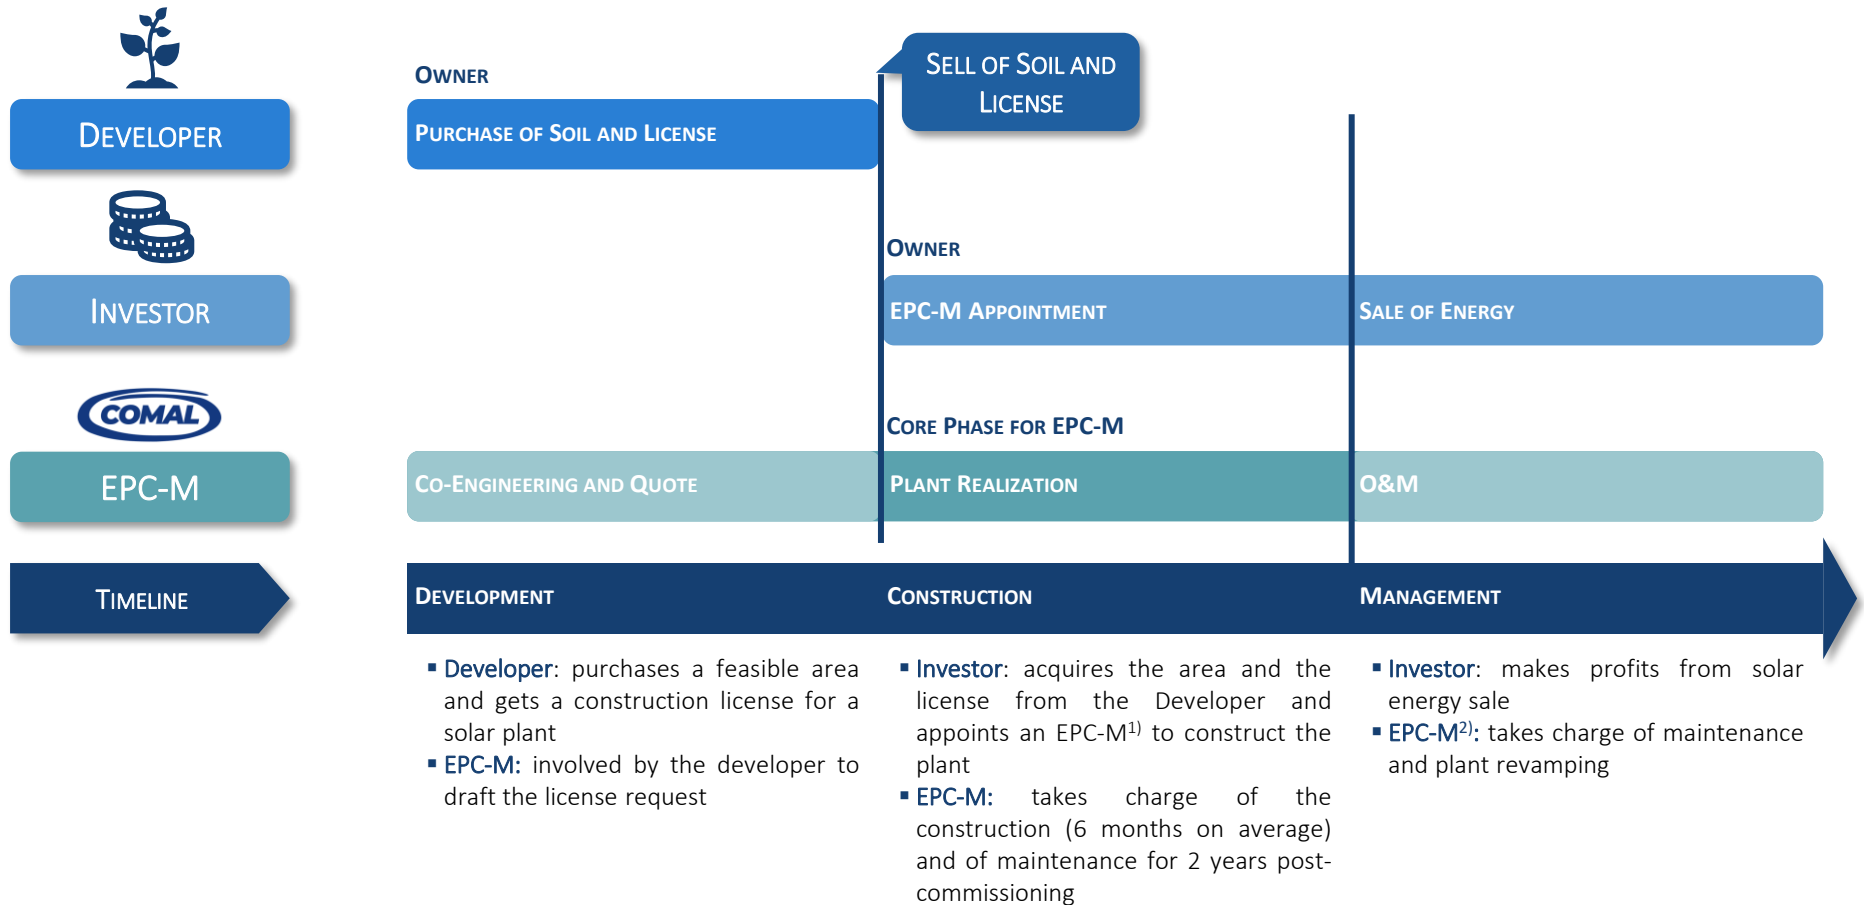 OWNER
SELL OF SOIL AND
LICENSE
DEVELOPER
PURCHASE OF SOIL AND LICENSE
OWNER
INVESTOR
EPC-M APPOINTMENT
SALE OF ENERGY
COMAL
CORE PHASE FOR EPC-M
EPC-M
CO-ENGINEERING AND QUOTE
PLANT REALIZATION
O&M
TIMELINE
DEVELOPMENT
CONSTRUCTION
MANAGEMENT
▪ Developer: purchases a feasible area
and gets a construction license for a
solar plant
▪ EPC-M: involved by the developer to
draft the license request
▪ Investor: acquires the area and the
license from the Developer and
appoints an EPC-M1) to construct the
plant
▪ EPC-M: takes charge of the
construction (6 months on average)
and of maintenance for 2 years post-
commissioning
▪ Investor: makes profits from solar
energy sale
▪ EPC-M2): takes charge of maintenance
and plant revamping